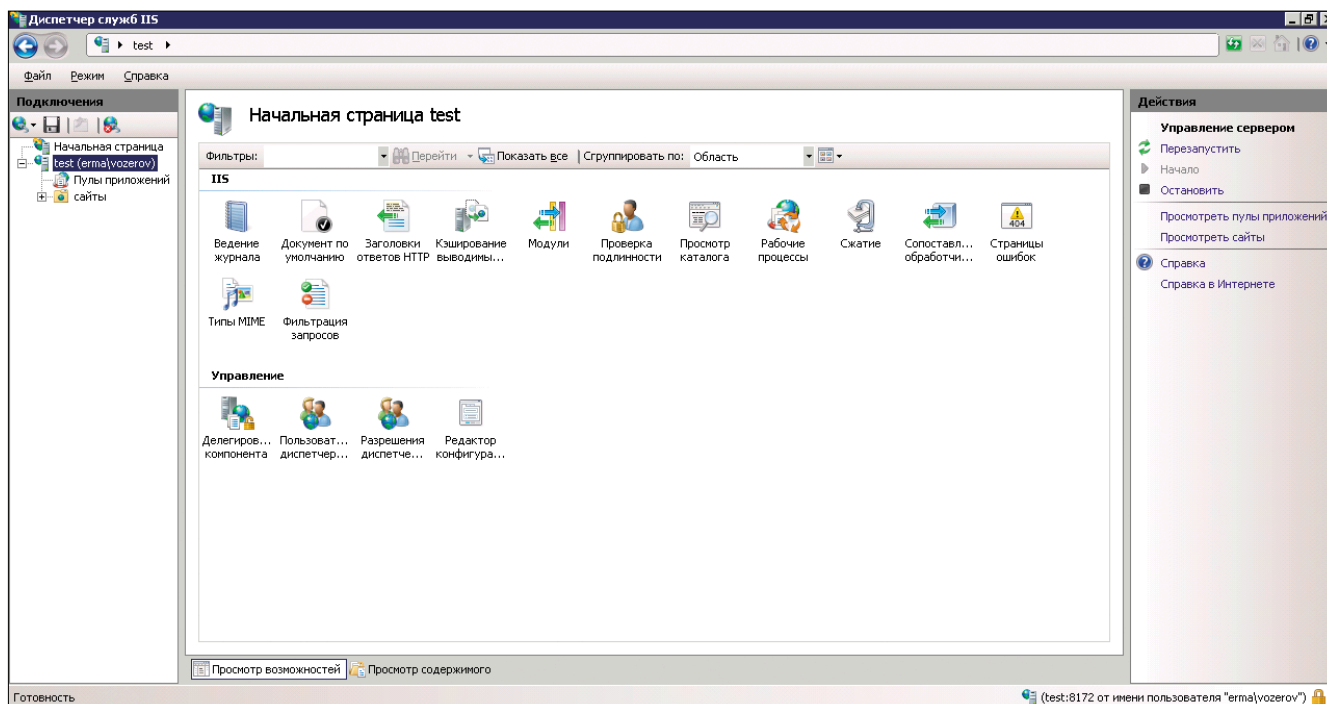 Диспетчер служб IIS
test
Файл Режим Справка
Подключения
Начальная страница
test (erma\vozerov)
Пулы приложений
сайты
Начальная страница test
Фильтры: Перейти Показать все Сгруппировать по: Область
IIS
Ведение журнала
Документ по умолчанию
Заголовки ответов HTTP
Кэширование выводимы...
Модули
Проверка подлинности
Просмотр каталога
Рабочие процессы
Сжатие
Сопоставл... обработчи...
Страницы ошибок
404
Типы MIME
Фильтрация запросов
Управление
Делегиров... компонента
Пользоват... диспетчер...
Разрешения диспетче...
Редактор конфигура...
Просмотр возможностей Просмотр содержимого
Действия
Управление сервером
Перезапустить
Начало
Остановить
Просмотреть пулы приложений
Просмотреть сайты
Справка
Справка в Интернете
Готовность
(test:8172 от имени пользователя "erma\vozerov")